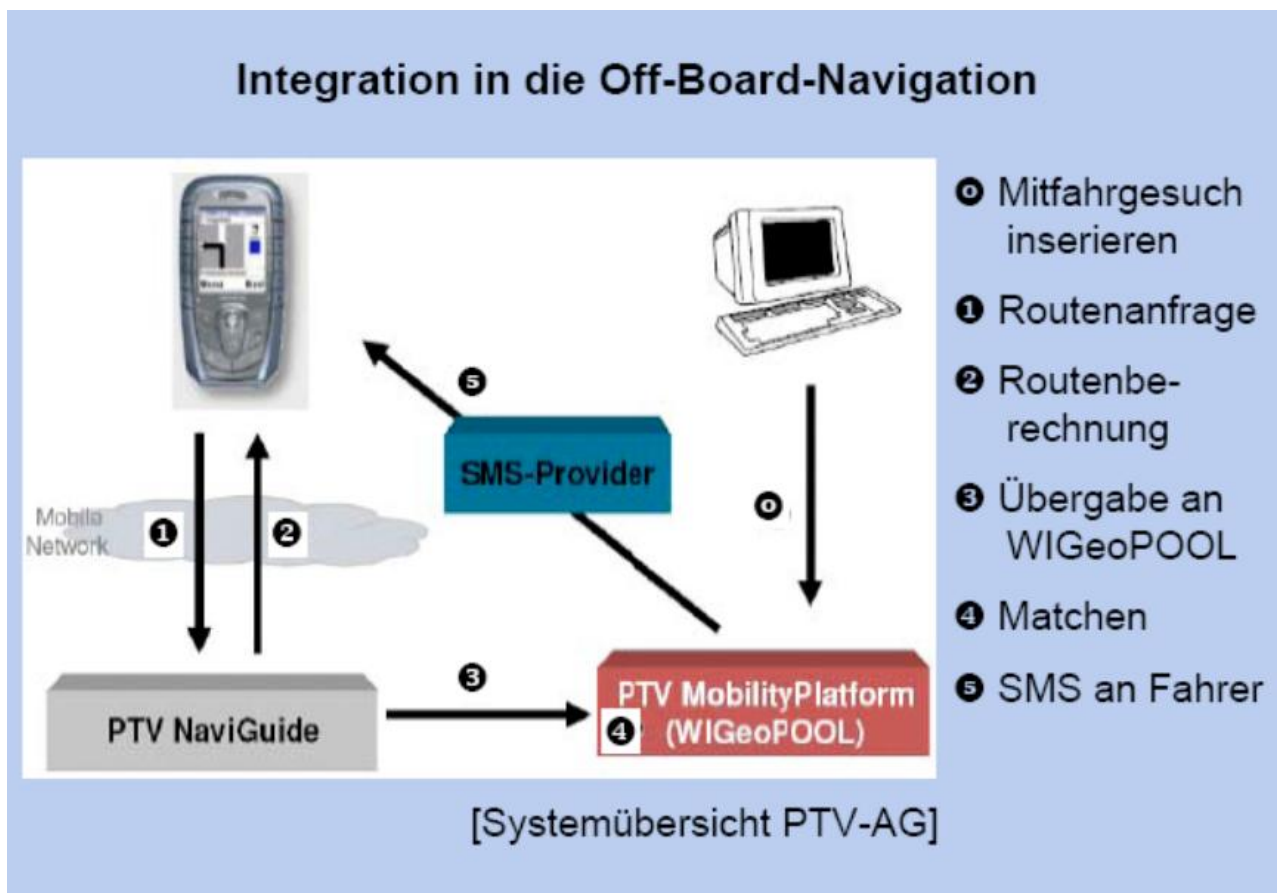 Integration in die Off-Board-Navigation
❺
SMS-Provider
⓿
Mobile
Network
❶
❷
❸
PTV NaviGuide
PTV MobilityPlatform
❹ (WIGeoPOOL)
⓿ Mitfahrgesuch
inserieren
❶ Routenanfrage
❷ Routenbe-
rechnung
❸ Übergabe an
WIGeoPOOL
❹ Matchen
❺ SMS an Fahrer
[Systemübersicht PTV-AG]